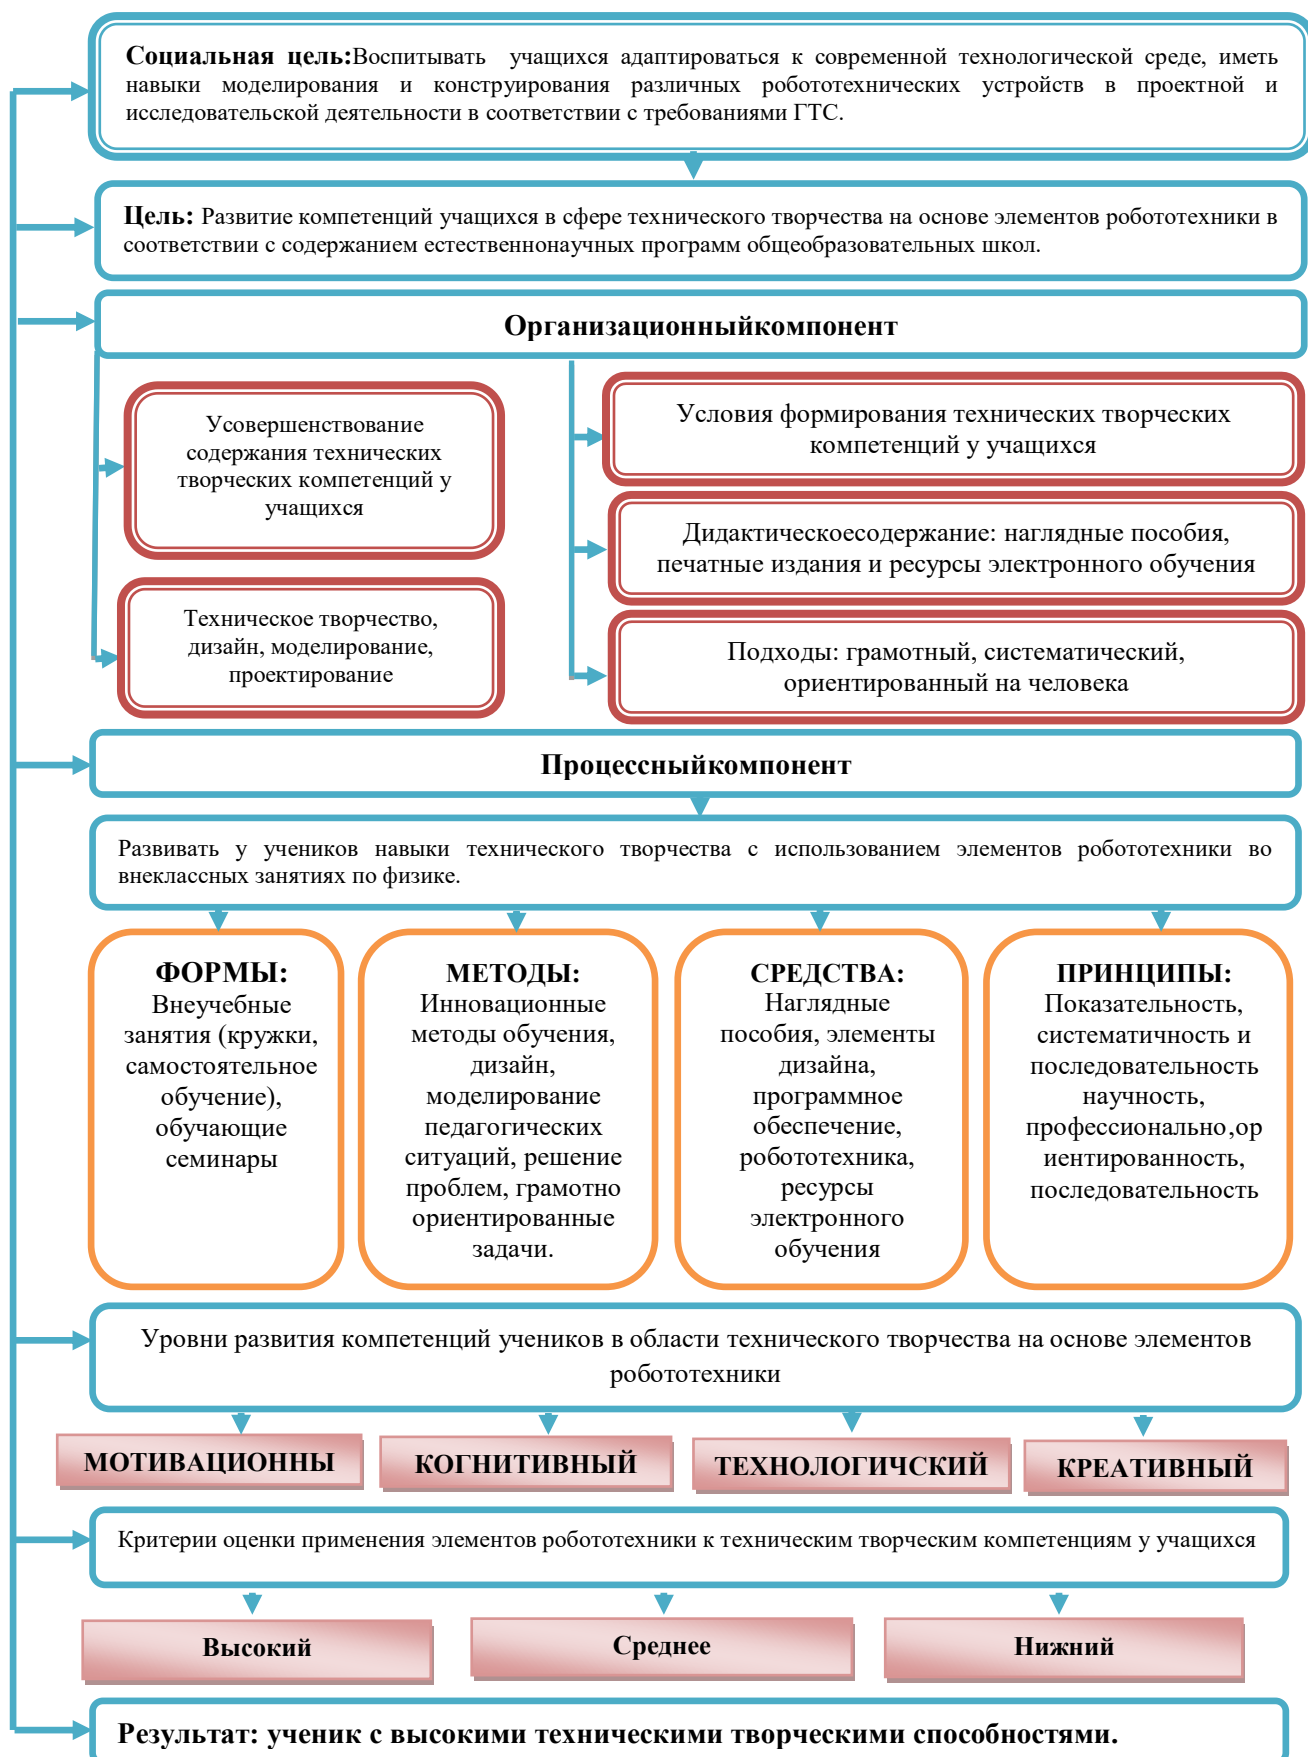 Социальная цель:Воспитывать учащихся адаптироваться к современной технологической среде, иметь
навыки моделирования и конструирования различных робототехнических устройств в проектной и
исследовательской деятельности в соответствии с требованиями ГТС.
Цель: Развитие компетенций учащихся в сфере технического творчества на основе элементов робототехники в
соответствии с содержанием естественнонаучных программ общеобразовательных школ.
Организационныйкомпонент
Усовершенствование
содержания технических
творческих компетенций у
учащихся
Техническое творчество,
дизайн, моделирование,
проектирование
Условия формирования технических творческих
компетенций у учащихся
Дидактическоесодержание: наглядные пособия,
печатные издания и ресурсы электронного обучения
Подходы: грамотный, систематический,
ориентированный на человека
Процессныйкомпонент
Развивать у учеников навыки технического творчества с использованием элементов робототехники во
внеклассных занятиях по физике.
ФОРМЫ:
Внеучебные
занятия (кружки,
самостоятельное
обучение),
обучающие
семинары
МЕТОДЫ:
Инновационные
методы обучения,
дизайн,
моделирование
педагогических
ситуаций, решение
проблем, грамотно
ориентированные
задачи.
СРЕДСТВА:
Наглядные
пособия, элементы
дизайна,
программное
обеспечение,
робототехника,
ресурсы
электронного
обучения
ПРИНЦИПЫ:
Показательность,
систематичность и
последовательность
научность,
профессионально,ор
иентированность,
последовательность
Уровни развития компетенций учеников в области технического творчества на основе элементов
робототехники
МОТИВАЦИОННЫ
КОГНИТИВНЫЙ
ТЕХНОЛОГИЧСКИЙ
КРЕАТИВНЫЙ
Критерии оценки применения элементов робототехники к техническим творческим компетенциям у учащихся
Высокий
Среднее
Нижний
Результат: ученик с высокими техническими творческими способностями.